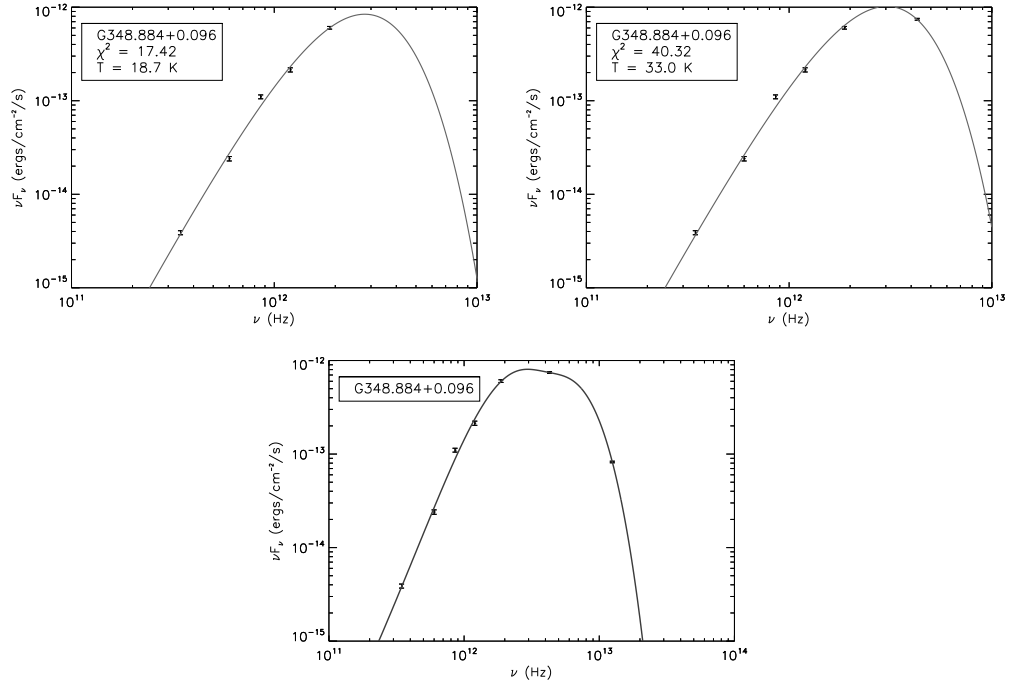 10⁻¹²
G348.884+0.096
χ² = 17.42
T = 18.7 K
10⁻¹³
10⁻¹⁴
10⁻¹⁵
νFᵥ (ergs/cm⁻²/s)
10¹¹
10¹²
10¹³
ν (Hz)
10⁻¹²
G348.884+0.096
χ² = 40.32
T = 33.0 K
10⁻¹³
10⁻¹⁴
10⁻¹⁵
νFᵥ (ergs/cm⁻²/s)
10¹¹
10¹²
10¹³
ν (Hz)
10⁻¹²
G348.884+0.096
10⁻¹³
10⁻¹⁴
10⁻¹⁵
νFᵥ (ergs/cm⁻²/s)
10¹¹
10¹²
10¹³
10¹⁴
ν (Hz)